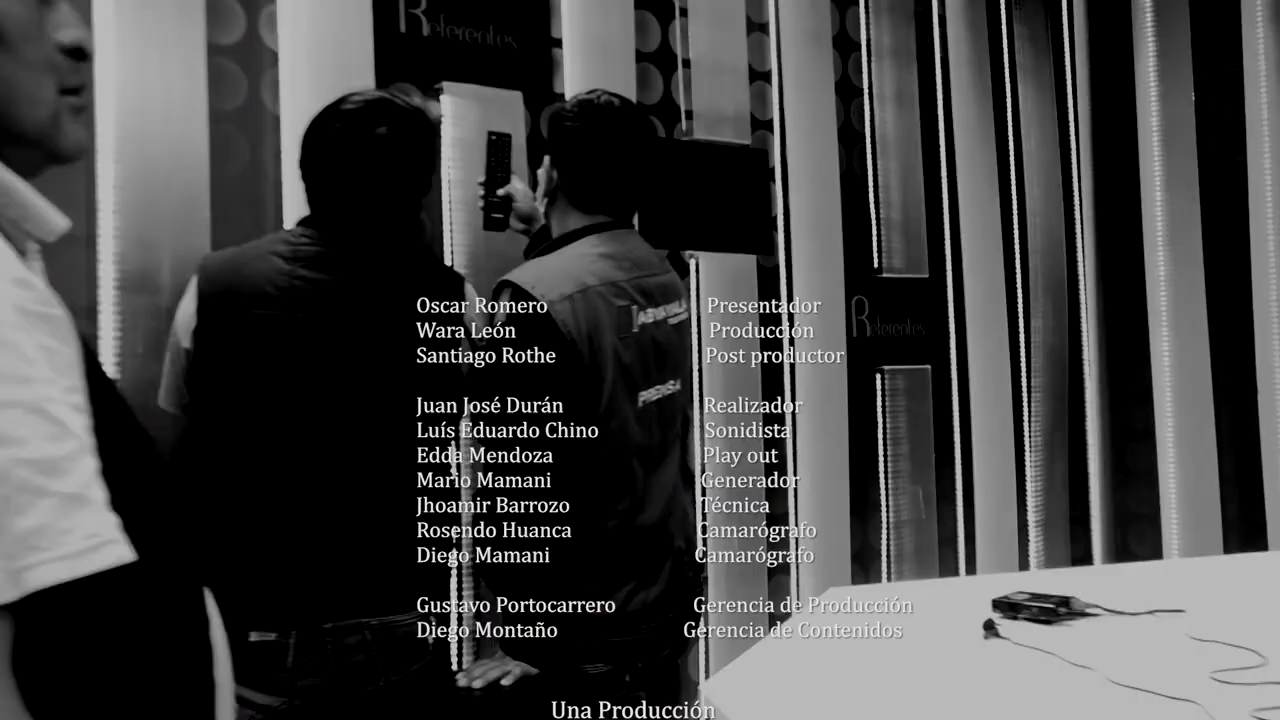 Referentes
Oscar Romero Presentador
Wara León Producción
Santiago Rothe Post productor
Referentes
PRENSA
Juan José Durán Realizador
Luís Eduardo Chino Sonidista
Edda Mendoza Play out
Mario Mamani Generador
Jhoamir Barrozo Técnica
Rosendo Huanca Camarógrafo
Diego Mamani Camarógrafo
Gustavo Portocarrero Gerencia de Producción
Diego Montaño Gerencia de Contenidos
Una Producción